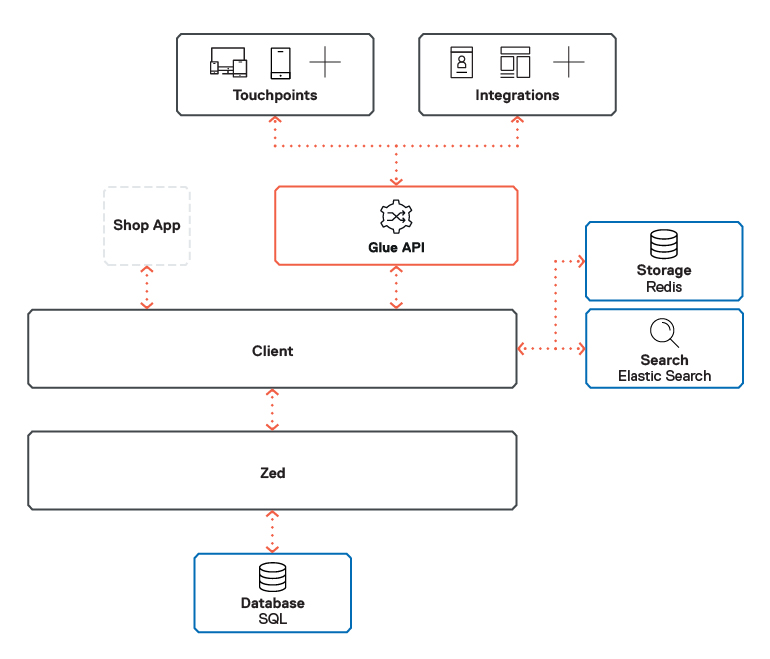 Touchpoints
Integrations
Shop App
Glue API
Storage
Redis
Client
Search
Elastic Search
Zed
Database
SQL